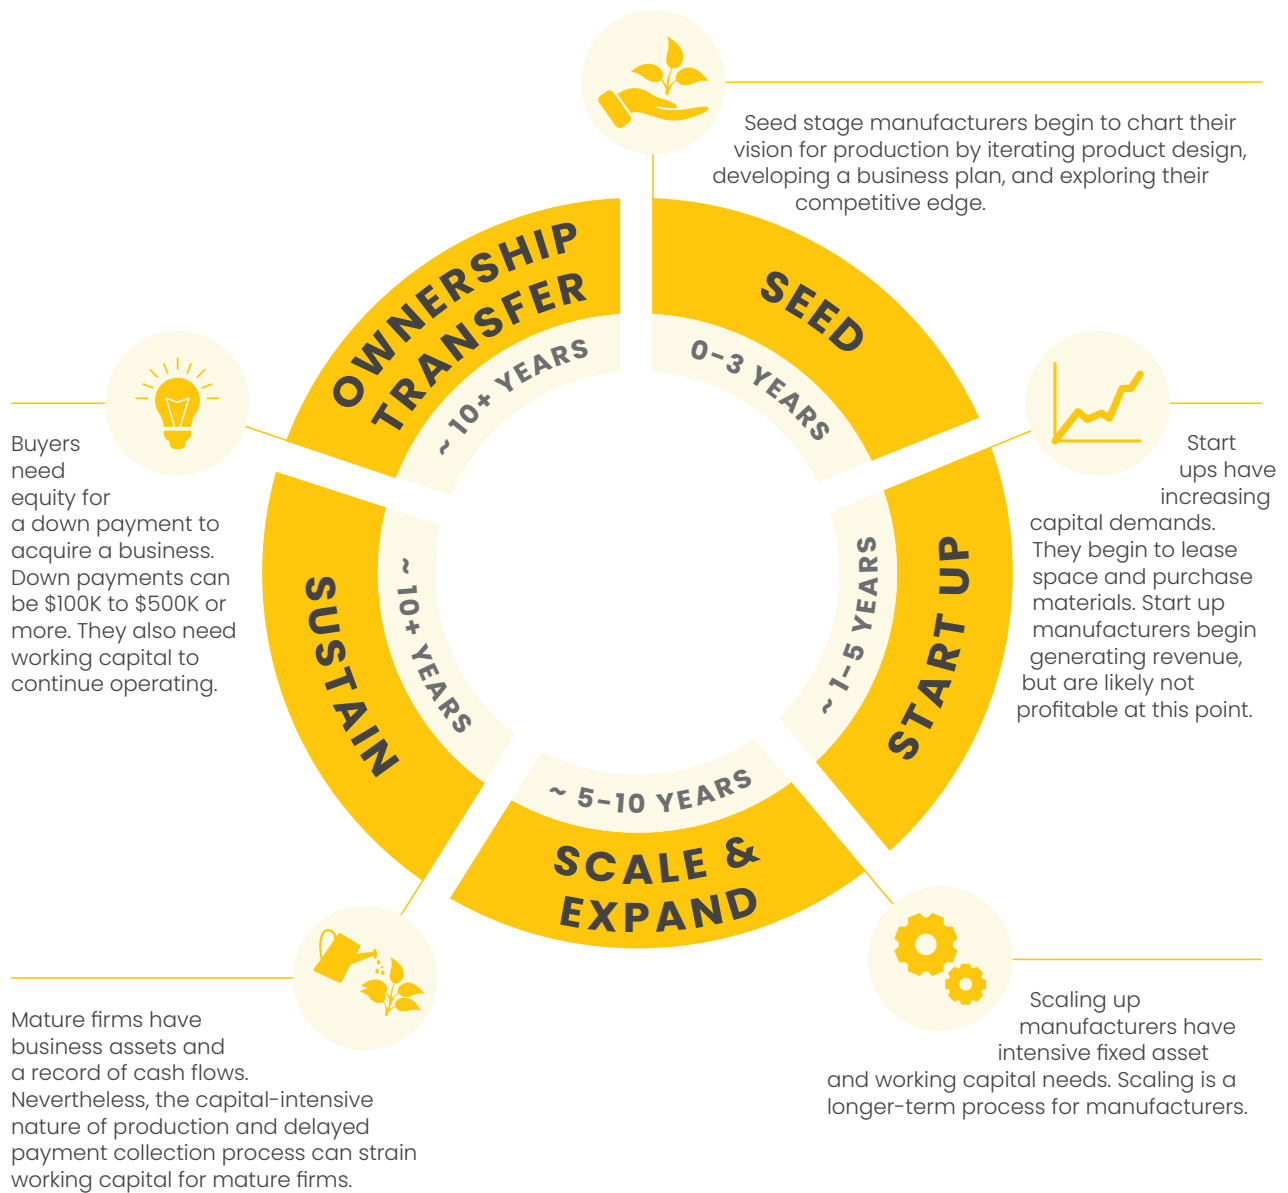 Seed stage manufacturers begin to chart their
vision for production by iterating product design,
developing a business plan, and exploring their
competitive edge.
SEED
0–3 YEARS
Start
ups have
increasing
capital demands.
They begin to lease
space and purchase
materials. Start up
manufacturers begin
generating revenue,
but are likely not
profitable at this point.
START UP
~ 1–5 YEARS
Scaling up
manufacturers have
intensive fixed asset
and working capital needs. Scaling is a
longer-term process for manufacturers.
~ 5–10 YEARS
SCALE &
EXPAND
Mature firms have
business assets and
a record of cash flows.
Nevertheless, the capital-intensive
nature of production and delayed
payment collection process can strain
working capital for mature firms.
SUSTAIN
~ 10+ YEARS
Buyers
need
equity for
a down payment to
acquire a business.
Down payments can
be $100K to $500K or
more. They also need
working capital to
continue operating.
OWNERSHIP
TRANSFER
~ 10+ YEARS